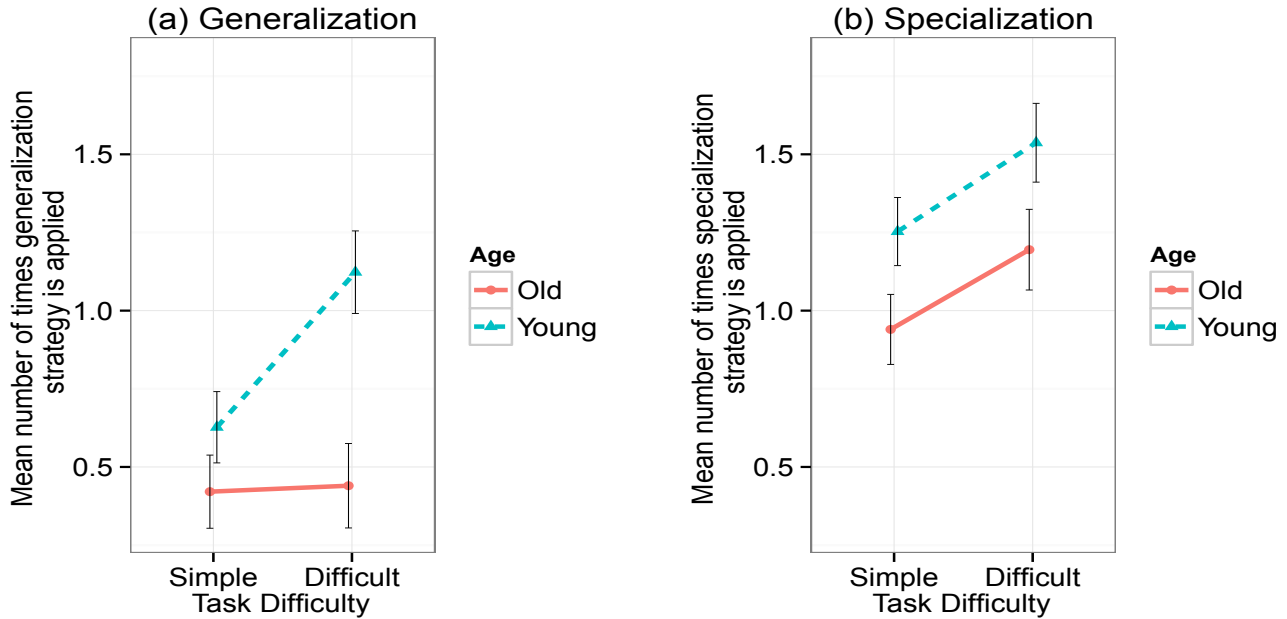 (a) Generalization
Mean number of times generalization
strategy is applied
1.5
1.0
0.5
Simple
Difficult
Task Difficulty
Age
Old
Young
(b) Specialization
Mean number of times specialization
strategy is applied
1.5
1.0
0.5
Simple
Difficult
Task Difficulty
Age
Old
Young